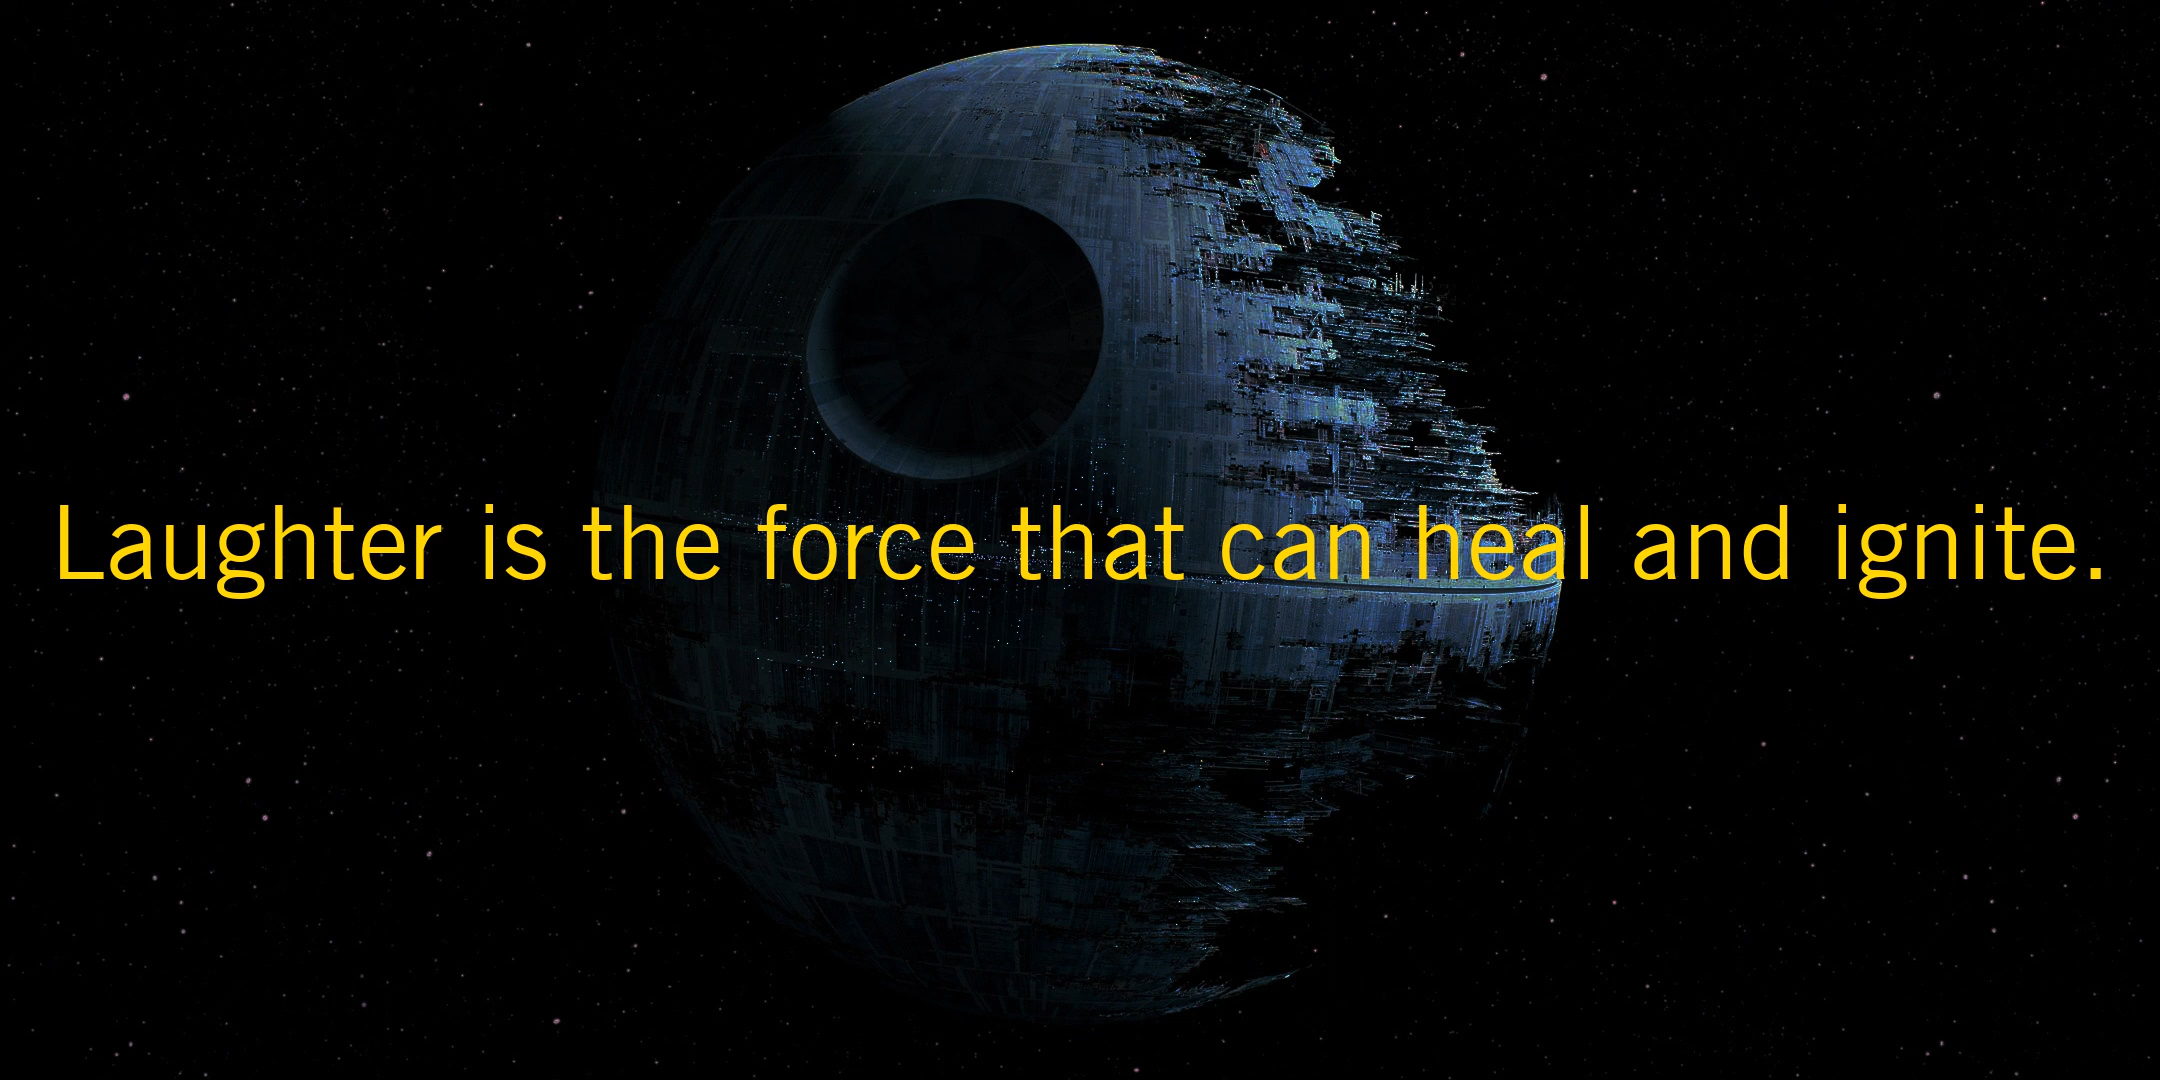 Laughter is the force that can heal and ignite.